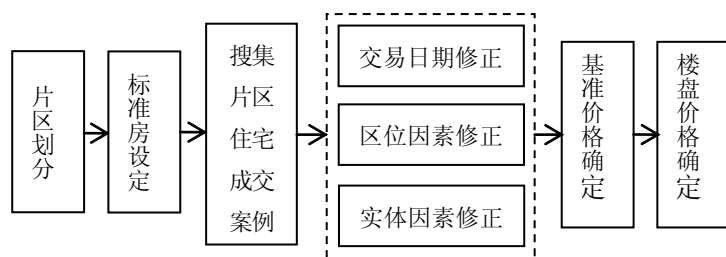 片区划分
标准房设定
搜集
片区
住宅
成交
案例
交易日期修正
区位因素修正
实体因素修正
基准价格确定
楼盘价格确定